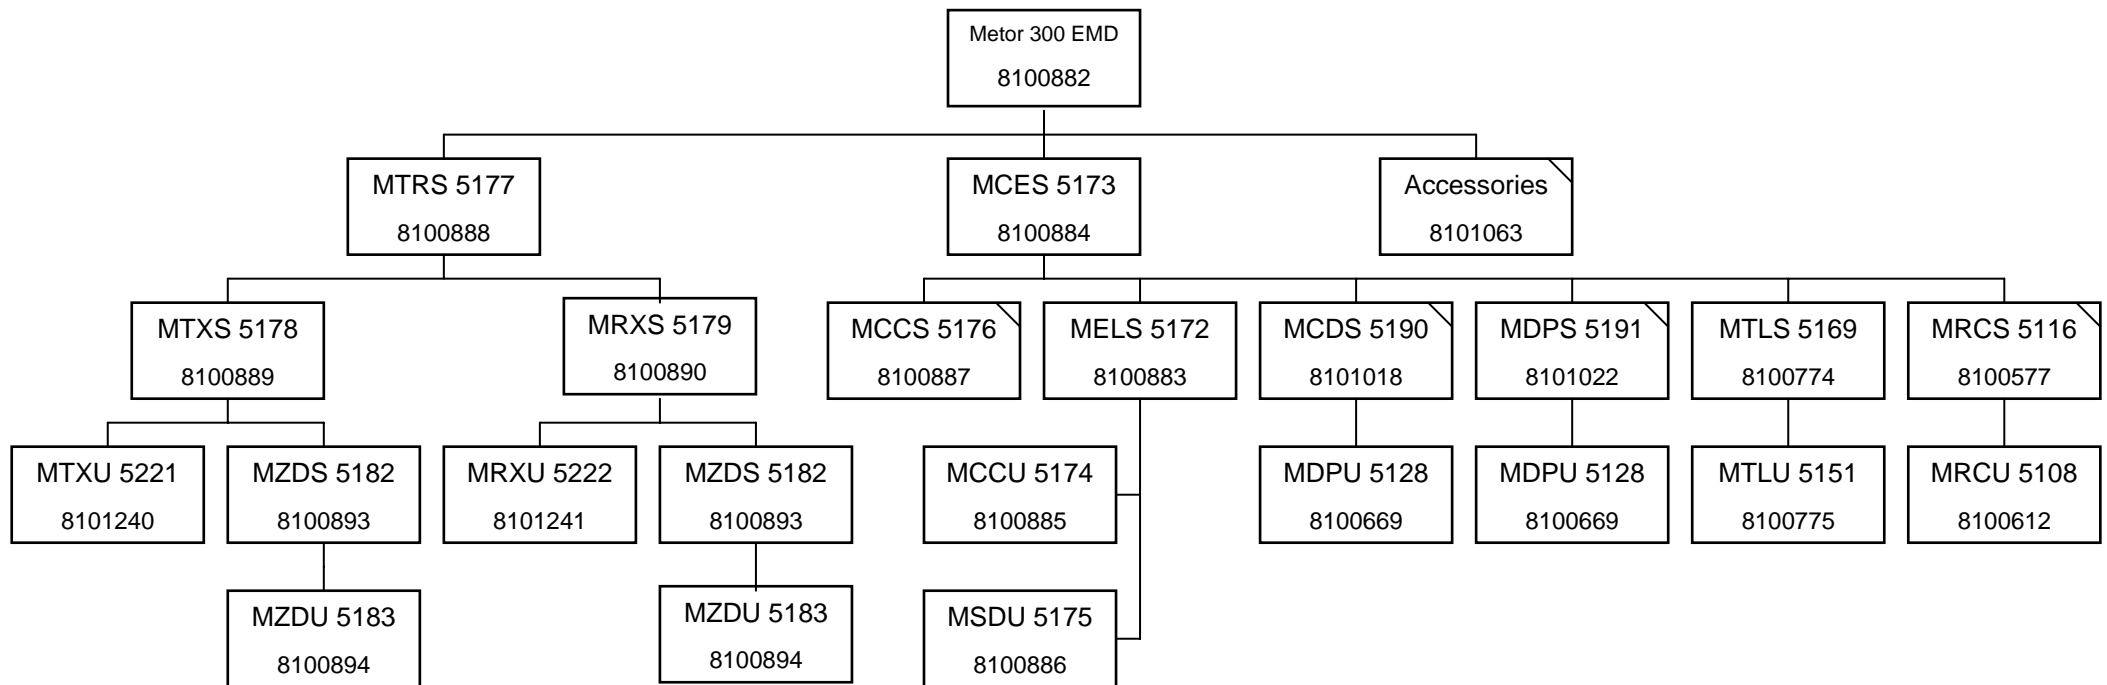 Metor 300 EMD
8100882
MTRS 5177
8100888
MCES 5173
8100884
Accessories
8101063
MTXS 5178
8100889
MRXS 5179
8100890
MCCS 5176
8100887
MELS 5172
8100883
MCDS 5190
8101018
MDPS 5191
8101022
MTLS 5169
8100774
MRCS 5116
8100577
MTXU 5221
8101240
MZDS 5182
8100893
MRXU 5222
8101241
MZDS 5182
8100893
MCCU 5174
8100885
MDPU 5128
8100669
MDPU 5128
8100669
MTLU 5151
8100775
MRCU 5108
8100612
MZDU 5183
8100894
MZDU 5183
8100894
MSDU 5175
8100886